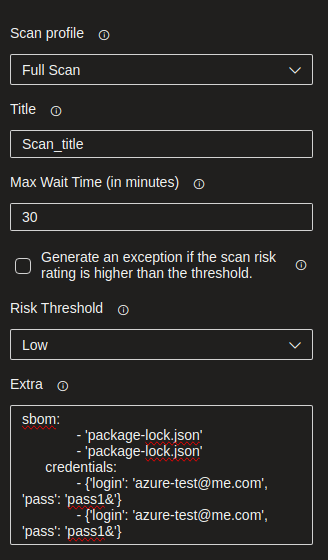 Scan profile
Full Scan
Title
Scan_title
Max Wait Time (in minutes)
30
Generate an exception if the scan risk
rating is higher than the threshold.
Risk Threshold
Low
Extra
sbom:
- 'package-lock.json'
- 'package-lock.json'
credentials:
- {'login': 'azure-test@me.com',
'pass': 'pass1&'}
- {'login': 'azure-test@me.com',
'pass': 'pass1&'}